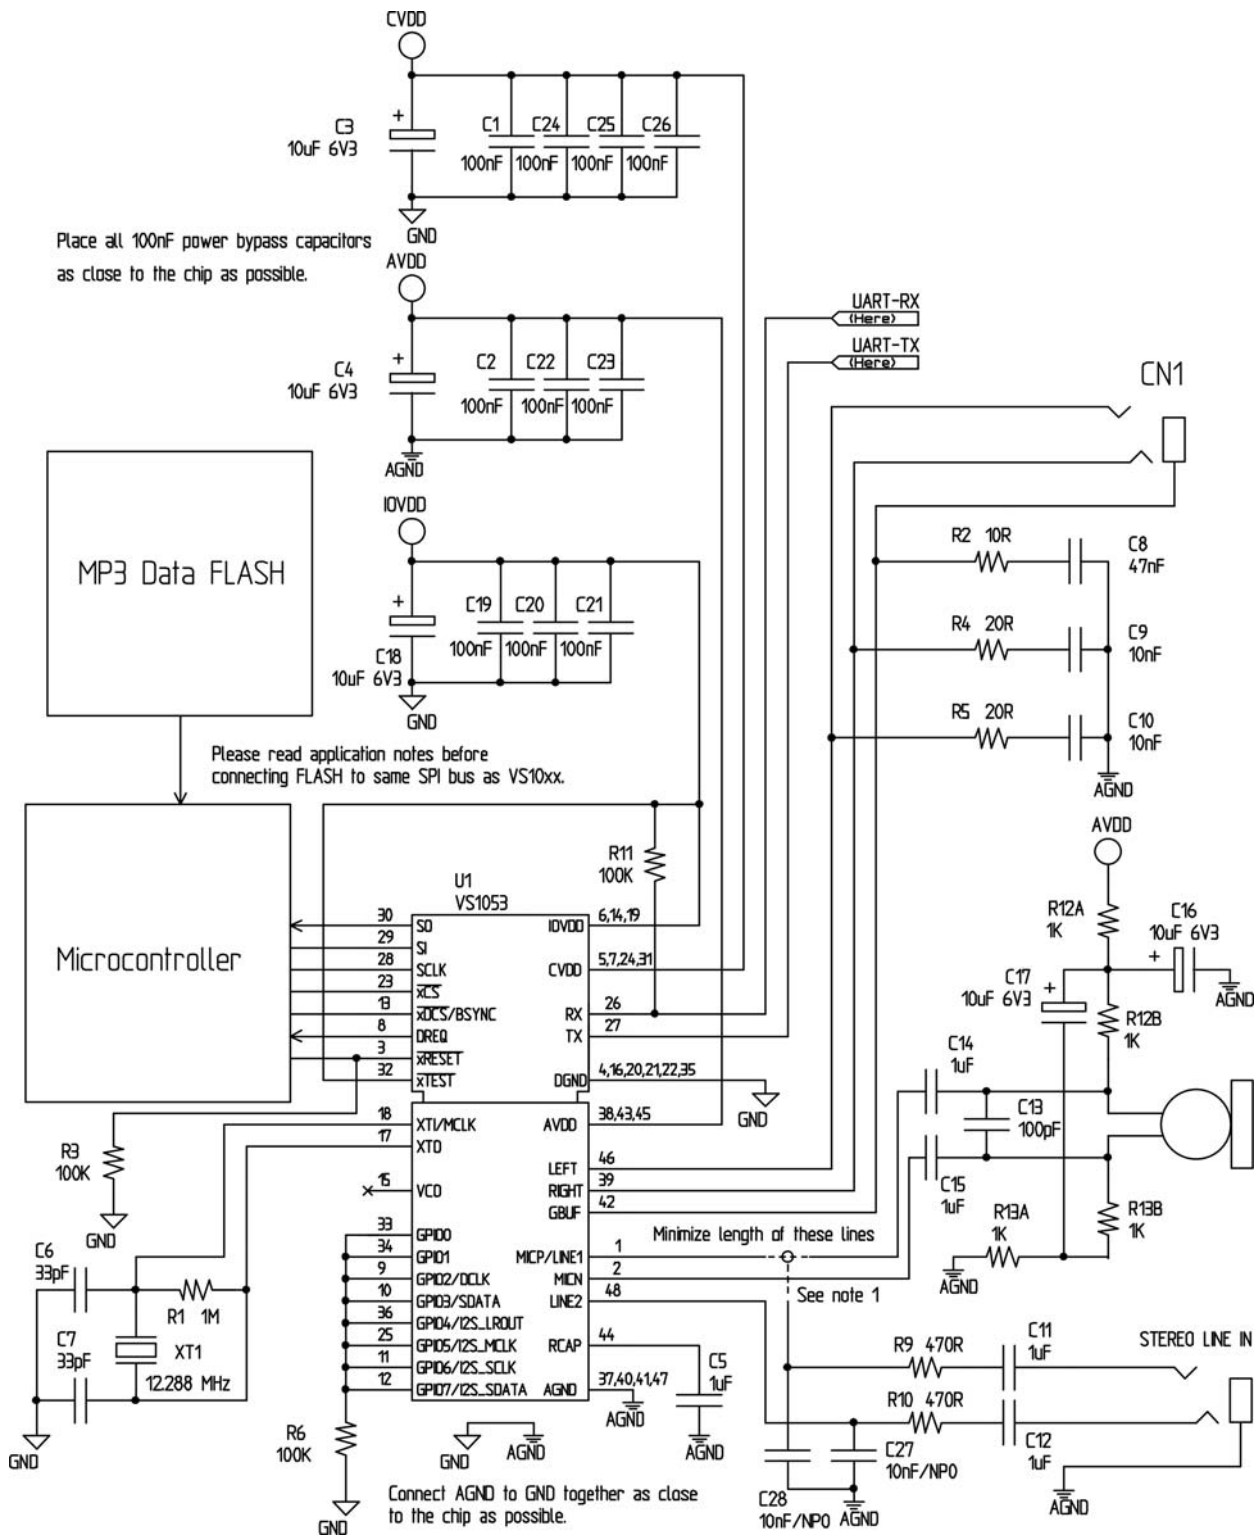 CVDD
C3
10uF 6V3
+
C1
C24
C25
C26
100nF
100nF
100nF
100nF
GND
Place all 100nF power bypass capacitors
as close to the chip as possible.
AVDD
C4
10uF 6V3
+
C2
C22
C23
100nF
100nF
100nF
AGND
UART-RX
(Here)
UART-TX
(Here)
CN1
IOVDD
MP3 Data FLASH
+
C18
10uF 6V3
C19
C20
C21
100nF
100nF
100nF
GND
R2 10R
C8
47nF
R4 20R
C9
10nF
R5 20R
C10
10nF
AGND
Please read application notes before
connecting FLASH to same SPI bus as VS10xx.
Microcontroller
R11
100K
U1
VS1053
30
SO
29
SI
28
SCLK
23
xCS
13
xDCS/BSYNC
8
DREQ
3
xRESET
32
xTEST
IOVDD
6,14,19
CVDD
5,7,24,31
RX
26
TX
27
DGND
4,16,20,21,22,35
GND
AVDD
R12A
1K
C16
10uF 6V3
+
AGND
C17
10uF 6V3
+
R12B
1K
C14
1uF
C13
100pF
C15
1uF
R13A
1K
R13B
1K
AGND
R3
100K
GND
18
XTI/MCLK
17
XTO
15
VCO
33
GPIO0
34
GPIO1
9
GPIO2/DCLK
10
GPIO3/SDATA
36
GPIO4/I2S_LROUT
25
GPIO5/I2S_MCLK
11
GPIO6/I2S_SCLK
12
GPIO7/I2S_SDATA
AVDD
38,43,45
LEFT
46
RIGHT
39
GBUF
42
MICP/LINE1
1
MICN
2
LINE2
48
RCAP
44
AGND
37,40,41,47
AGND
Minimize length of these lines
See note 1
C6
33pF
R1 1M
C7
33pF
XT1
12.288 MHz
GND
R6
100K
GND
GND
AGND
Connect AGND to GND together as close
to the chip as possible.
C5
1uF
AGND
R9 470R
C11
1uF
STEREO LINE IN
R10 470R
C12
1uF
C27
10nF/NP0
C28
10nF/NP0
AGND
AGND